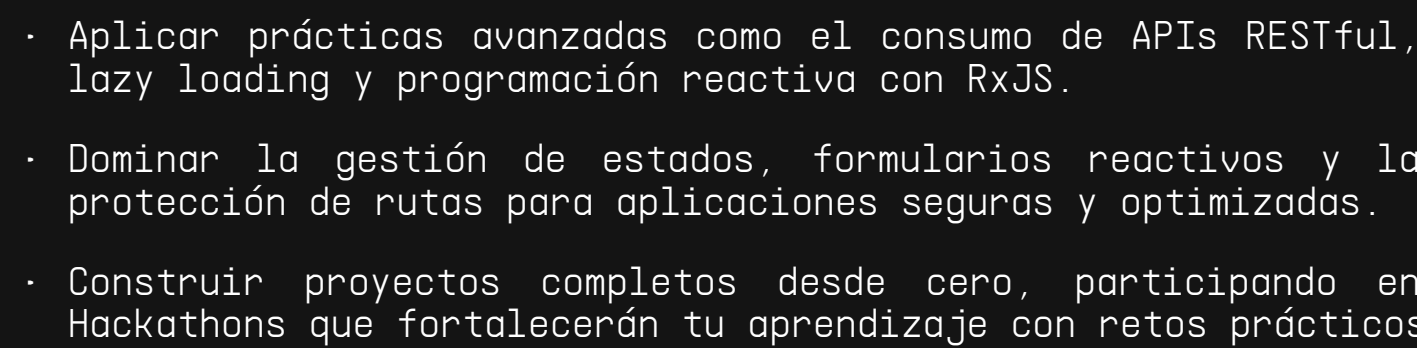 · Aplicar prácticas avanzadas como el consumo de APIs RESTful,
lazy loading y programación reactiva con RxJS.
· Dominar la gestión de estados, formularios reactivos y la
protección de rutas para aplicaciones seguras y optimizadas.
· Construir proyectos completos desde cero, participando en
Hackathons que fortalecerán tu aprendizaje con retos prácticos